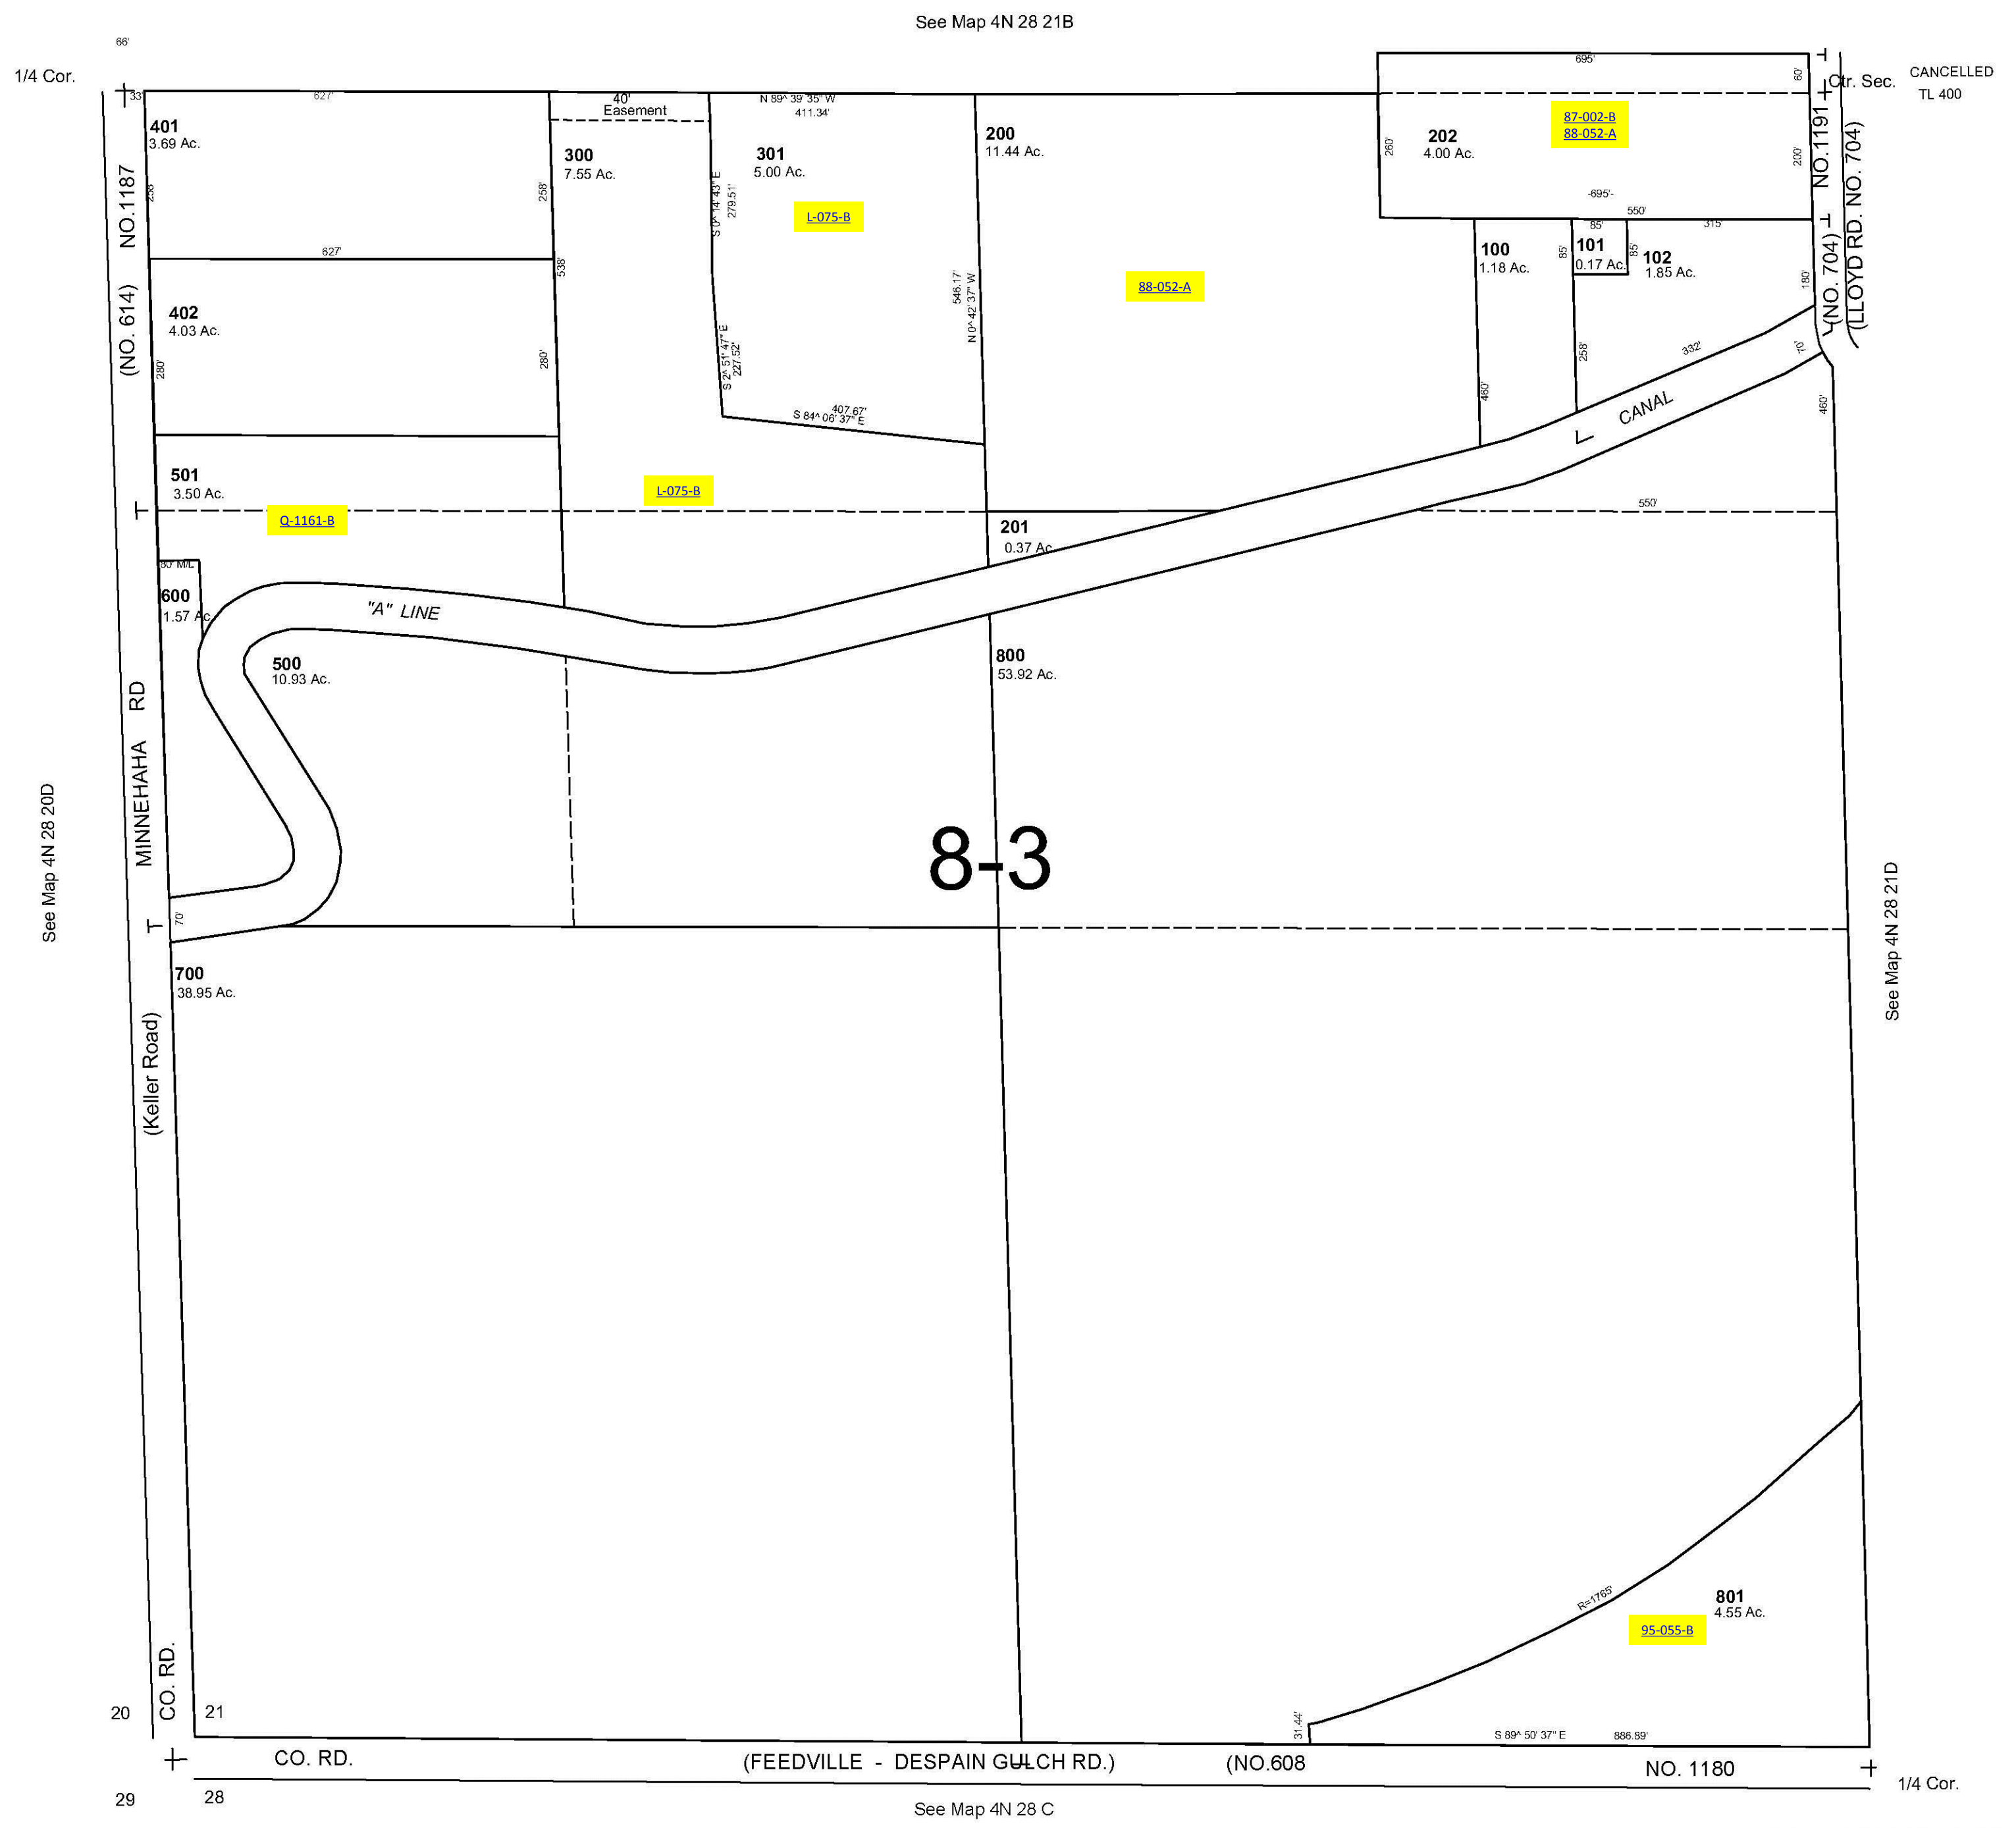 See Map 4N 28 21B
66'
1/4 Cor.
33'
627'
40'
Easement
N 89^ 39' 35" W
411.34'
695'
60'
Ctr. Sec.
CANCELLED
TL 400
401
3.69 Ac.
258'
258'
300
7.55 Ac.
301
5.00 Ac.
S 0^ 14' 43" E
279.51'
L-075-B
200
11.44 Ac.
202
4.00 Ac.
260'
87-002-B
88-052-A
200'
-695'-
550'
85'
315'
NO.1191
(NO. 704)
(LLOYD RD. NO. 704)
NO.1187
(NO. 614)
627'
538'
402
4.03 Ac.
280'
280'
S 2^ 51' 47" E
227.52'
407.67'
S 84^ 06' 37" E
546.17'
N 0^ 42' 37" W
88-052-A
100
1.18 Ac.
85'
101
0.17 Ac.
85'
102
1.85 Ac.
180'
460'
258'
332'
70'
CANAL
460'
501
3.50 Ac.
Q-1161-B
L-075-B
550'
201
0.37 Ac.
80' M/L
600
1.57 Ac.
"A" LINE
500
10.93 Ac.
800
53.92 Ac.
MINNEHAHA RD
8-3
See Map 4N 28 20D
See Map 4N 28 21D
70'
700
38.95 Ac.
(Keller Road)
R=1765'
801
4.55 Ac.
95-055-B
CO. RD.
20
21
31.44'
S 89^ 50' 37" E
886.89'
CO. RD.
(FEEDVILLE - DESPAIN GULCH RD.)
(NO.608
NO. 1180
1/4 Cor.
29
28
See Map 4N 28 C